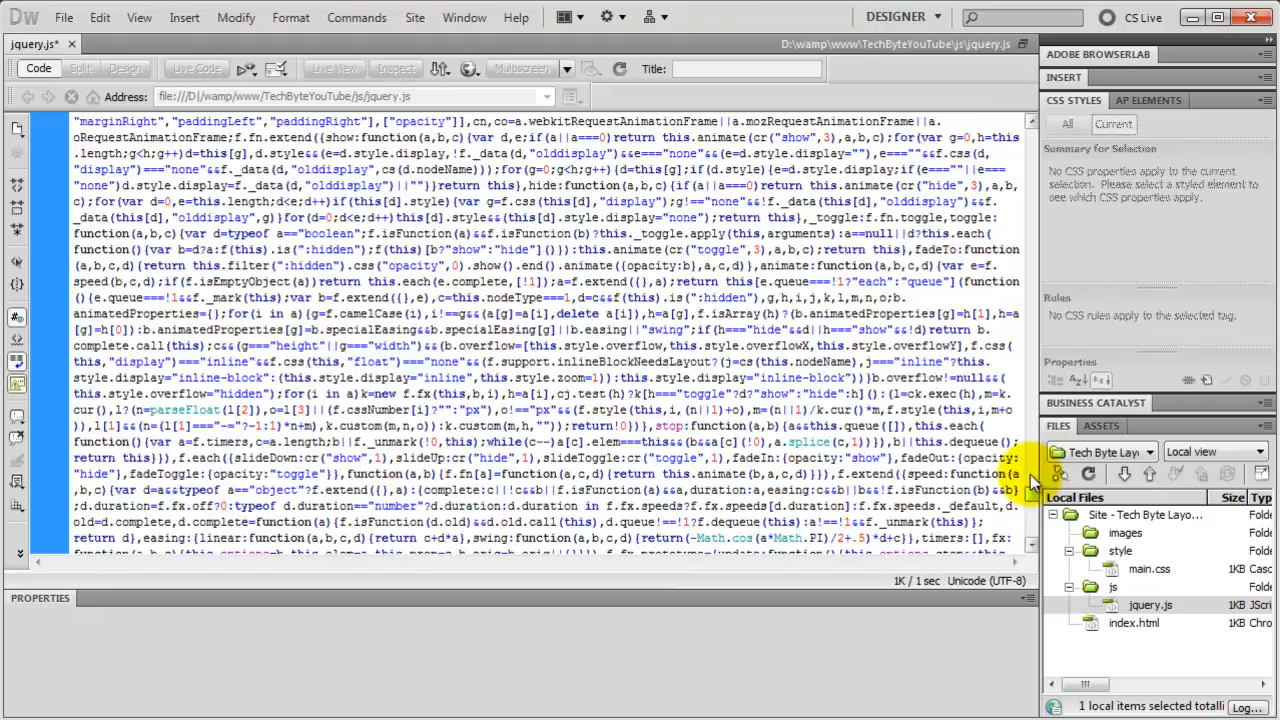 Dw File Edit View Insert Modify Format Commands Site Window Help DESIGNER CS Live
jquery.js* D:\wamp\www\TechByteYouTube\js\jquery.js
Code Split Design Live Code Live View Inspect Multiscreen Title:
Address: file:///D|/wamp/www/TechByteYouTube/js/jquery.js
"marginRight","paddingLeft","paddingRight"],["opacity"]],cn,co=a.webkitRequestAnimationFrame||a.mozRequestAnimationFrame||a.
oRequestAnimationFrame;f.fn.extend({show:function(a,b,c){var d,e;if(a||a===0)return this.animate(cr("show",3),a,b,c);for(var g=0,h=this
.length;g<h;g++)d=this[g],d.style&&(e=d.style.display,!f._data(d,"olddisplay")&&e==="none"&&(e=d.style.display=""),e===""&&f.css(d,
"display")==="none"&&f._data(d,"olddisplay",cs(d.nodeName)));for(g=0;g<h;g++){d=this[g];if(d.style){e=d.style.display;if(e===""||e===
"none")d.style.display=f._data(d,"olddisplay")||""}}return this},hide:function(a,b,c){if(a||a===0)return this.animate(cr("hide",3),a,b,
c);for(var d=0,e=this.length;d<e;d++)if(this[d].style){var g=f.css(this[d],"display");g!=="none"&&!f._data(this[d],"olddisplay")&&f.
_data(this[d],"olddisplay",g)}for(d=0;d<e;d++)this[d].style&&(this[d].style.display="none");return this},_toggle:f.fn.toggle,toggle:
function(a,b,c){var d=typeof a=="boolean";f.isFunction(a)&&f.isFunction(b)?this._toggle.apply(this,arguments):a==null||d?this.each(
function(){var b=d?a:f(this).is(":hidden");f(this)[b?"show":"hide"]()}):this.animate(cr("toggle",3),a,b,c);return this},fadeTo:function
(a,b,c,d){return this.filter(":hidden").css("opacity",0).show().end().animate({opacity:b},a,c,d)},animate:function(a,b,c,d){var e=f.
speed(b,c,d);if(f.isEmptyObject(a))return this.each(e.complete,[!1]);a=f.extend({},a);return this[e.queue===!1?"each":"queue"](function
(){e.queue===!1&&f._mark(this);var b=f.extend({},e),c=this.nodeType===1,d=c&&f(this).is(":hidden"),g,h,i,j,k,l,m,n,o;b.
animatedProperties={};for(i in a){g=f.camelCase(i),i!==g&&(a[g]=a[i],delete a[i]),h=a[g],f.isArray(h)?(b.animatedProperties[g]=h[1],h=a
[g]=h[0]):b.animatedProperties[g]=b.specialEasing&&b.specialEasing[g]||b.easing||"swing";if(h==="hide"&&d||h==="show"&&!d)return b.
complete.call(this);c&&(g==="height"||g==="width")&&(b.overflow=[this.style.overflow,this.style.overflowX,this.style.overflowY],f.css(
this,"display")==="inline"&&f.css(this,"float")==="none"&&(f.support.inlineBlockNeedsLayout?(j=cs(this.nodeName),j==="inline"?this.
style.display="inline-block":(this.style.display="inline",this.style.zoom=1)):this.style.display="inline-block"))}b.overflow!=null&&(
this.style.overflow="hidden");for(i in a)k=new f.fx(this,b,i),h=a[i],cj.test(h)?k[h==="toggle"?d?"show":"hide":h]():(l=ck.exec(h),m=k.
cur(),l?(n=parseFloat(l[2]),o=l[3]||(f.cssNumber[i]?"":"px"),o!=="px"&&(f.style(this,i,(n||1)+o),m=(n||1)/k.cur()*m,f.style(this,i,m+o
)),l[1]&&(n=(l[1]==="-="?-1:1)*n+m),k.custom(m,n,o)):k.custom(m,h,""));return!0})},stop:function(a,b){a&&this.queue([]),this.each(
function(){var a=f.timers,c=a.length;b||f._unmark(!0,this);while(c--)a[c].elem===this&&(b&&a[c](!0),a.splice(c,1))}),b||this.dequeue();
return this}}),f.each({slideDown:cr("show",1),slideUp:cr("hide",1),slideToggle:cr("toggle",1),fadeIn:{opacity:"show"},fadeOut:{opacity:
"hide"},fadeToggle:{opacity:"toggle"}},function(a,b){f.fn[a]=function(a,c,d){return this.animate(b,a,c,d)}}),f.extend({speed:function(a
,b,c){var d=a&&typeof a=="object"?f.extend({},a):{complete:c||!c&&b||f.isFunction(a)&&a,duration:a,easing:c&&b||b&&!f.isFunction(b)&&b}
;d.duration=f.fx.off?0:typeof d.duration=="number"?d.duration:d.duration in f.fx.speeds?f.fx.speeds[d.duration]:f.fx.speeds._default,d.
old=d.complete,d.complete=function(a){f.isFunction(d.old)&&d.old.call(this),d.queue!==!1?f.dequeue(this):a!==!1&&f._unmark(this)};
return d},easing:{linear:function(a,b,c,d){return c+d*a},swing:function(a,b,c,d){return(-Math.cos(a*Math.PI)/2+.5)*d+c}},timers:[],fx:
1K / 1 sec Unicode (UTF-8)
PROPERTIES
ADOBE BROWSERLAB
INSERT
CSS STYLES AP ELEMENTS
All Current
Summary for Selection
No CSS properties apply to the current
selection. Please select a styled element to
see which CSS properties apply.
Rules
No CSS rules apply to the selected tag.
Properties
BUSINESS CATALYST
FILES ASSETS
Tech Byte Lay Local view
Local Files Size Type
Site - Tech Byte Layo... Folde
images Folde
style Folde
main.css 1KB Casc
js Folde
jquery.js 1KB JScri
index.html 1KB Chro
1 local items selected totalli Log...